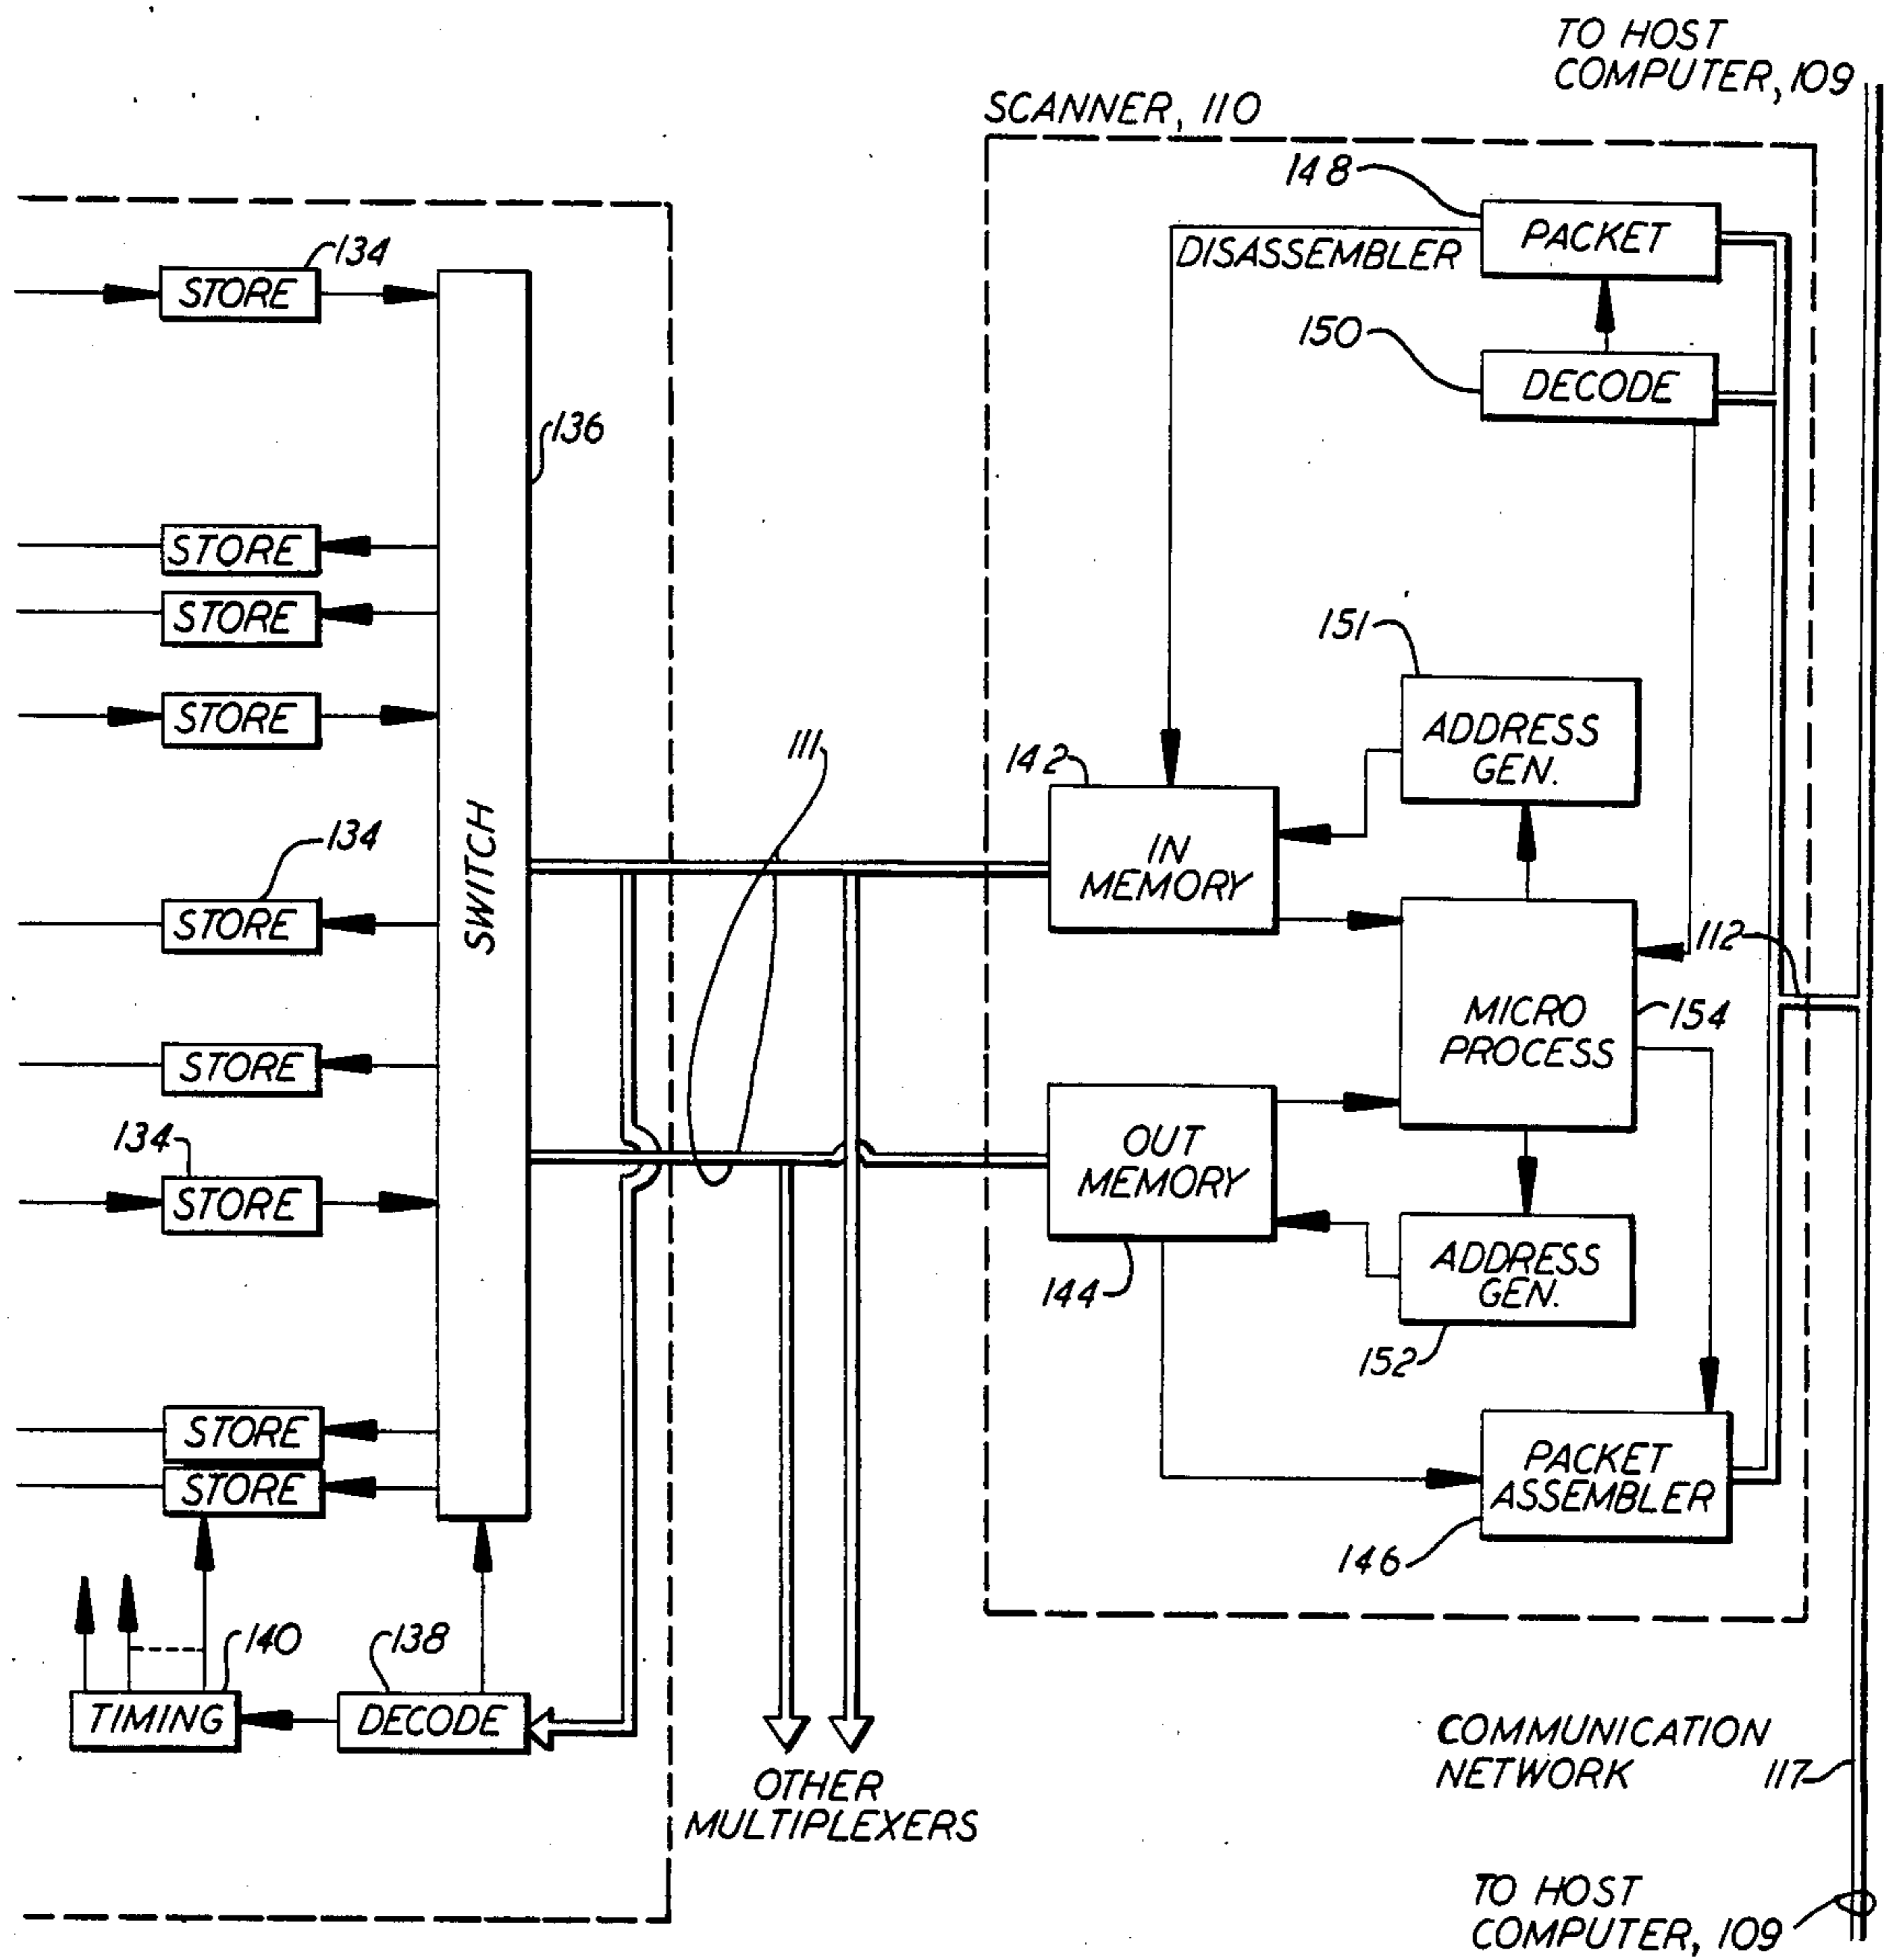 TO HOST
COMPUTER, 109
SCANNER, 110
148
PACKET
DISASSEMBLER
134
STORE
150
DECODE
136
STORE
STORE
151
STORE
ADDRESS
GEN.
111
142
134
IN
MEMORY
STORE
SWITCH
112
MICRO
PROCESS
154
STORE
134
STORE
OUT
MEMORY
ADDRESS
GEN.
144
152
STORE
STORE
PACKET
ASSEMBLER
146
140
138
TIMING
DECODE
COMMUNICATION
NETWORK 117
OTHER
MULTIPLEXERS
TO HOST
COMPUTER, 109